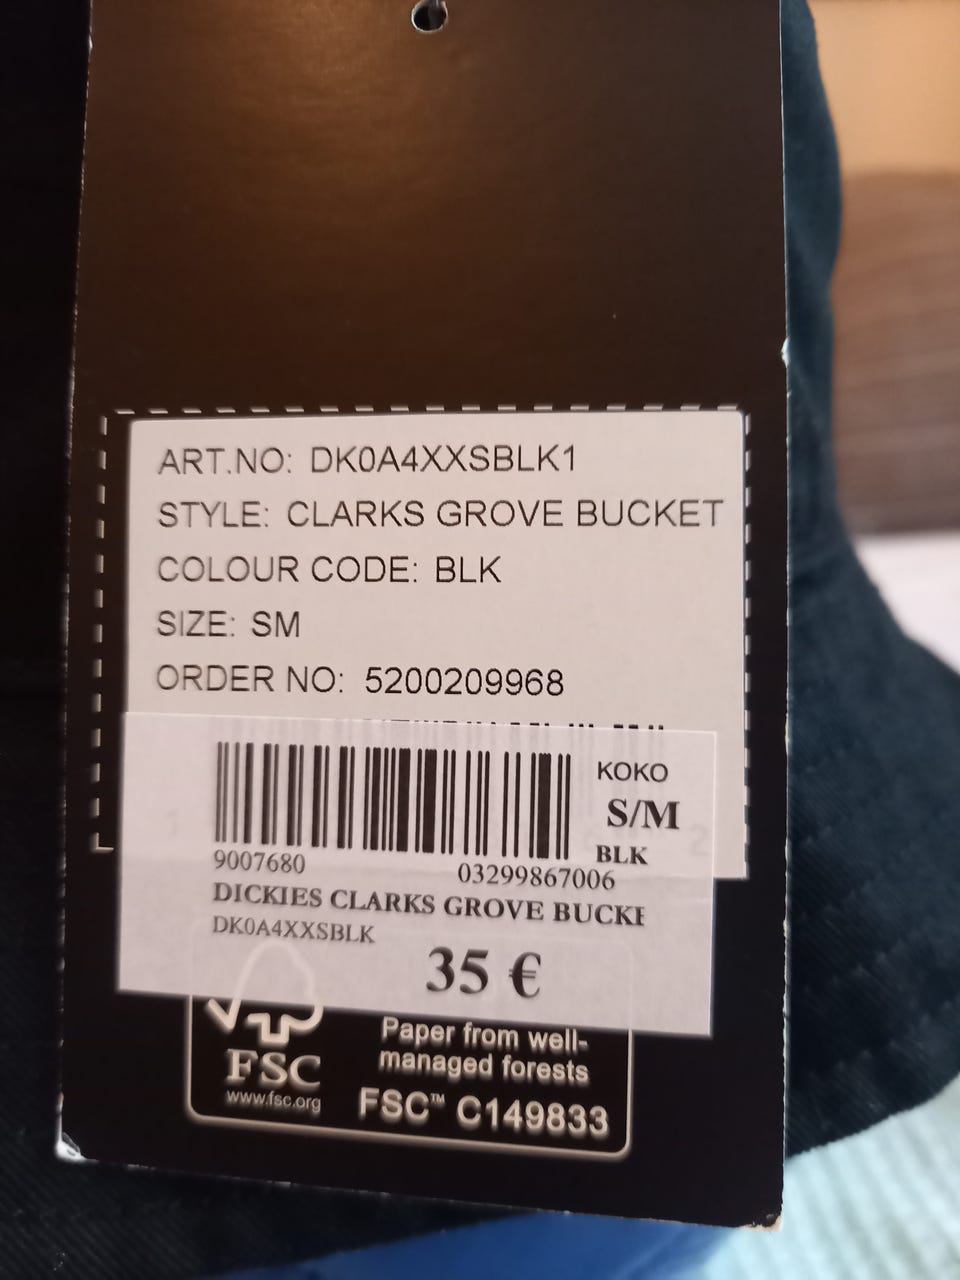 ART.NO: DK0A4XXSBLK1
STYLE: CLARKS GROVE BUCKET
COLOUR CODE: BLK
SIZE: SM
ORDER NO: 5200209968
KOKO
S/M
BLK
9007680 03299867006
DICKIES CLARKS GROVE BUCKE
DK0A4XXSBLK
35 €
Paper from well-
managed forests
FSC
www.fsc.org
FSC™ C149833